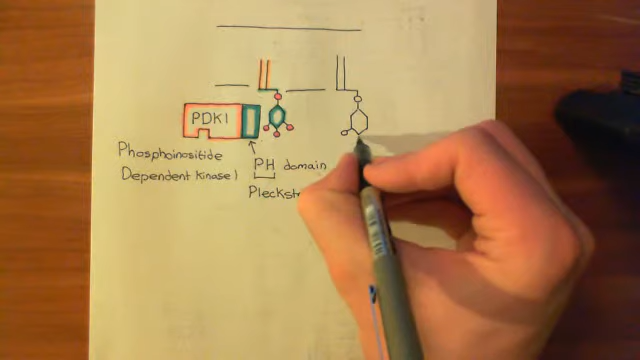 PDK1
Phosphoinositide
Dependent kinase 1
PH domain